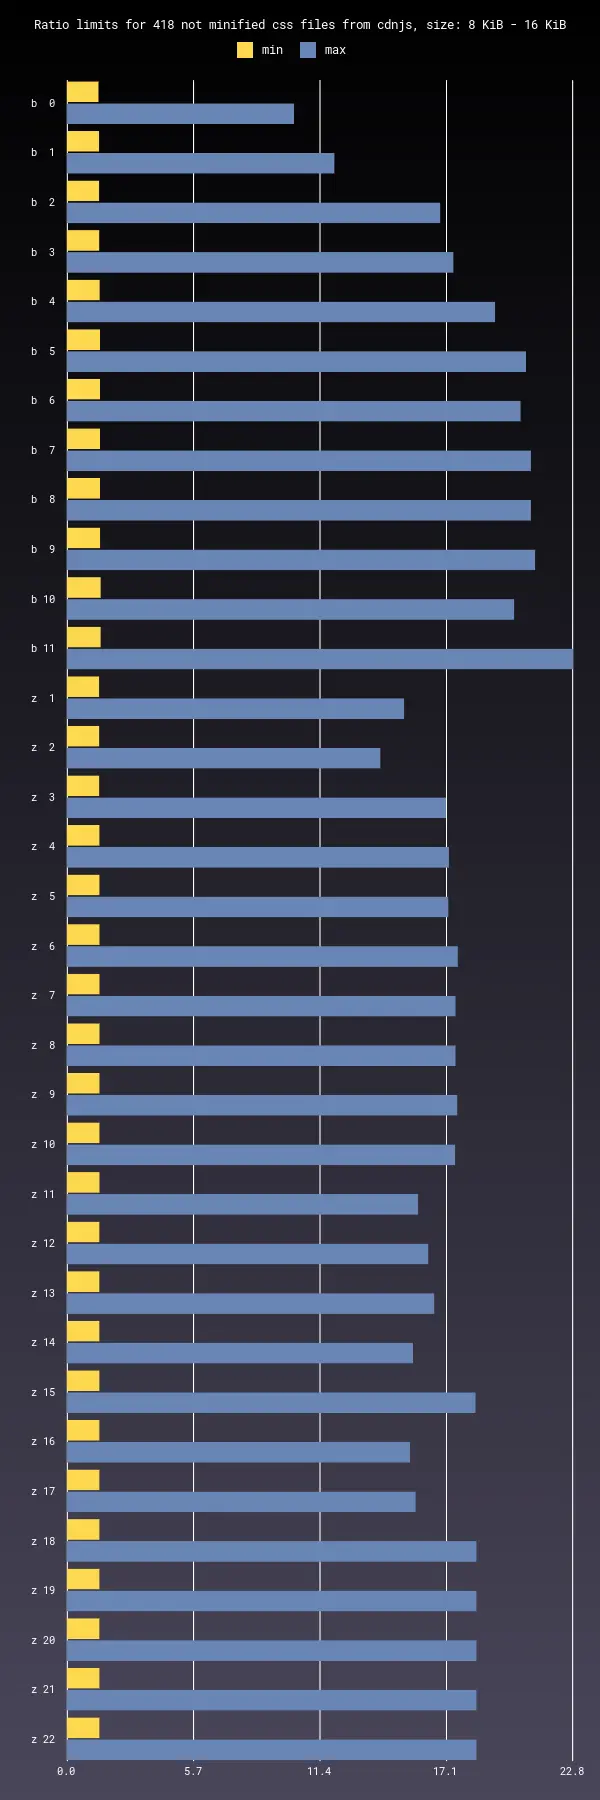 Ratio limits for 418 not minified css files from cdnjs, size: 8 KiB - 16 KiB
min max
b 0
b 1
b 2
b 3
b 4
b 5
b 6
b 7
b 8
b 9
b 10
b 11
z 1
z 2
z 3
z 4
z 5
z 6
z 7
z 8
z 9
z 10
z 11
z 12
z 13
z 14
z 15
z 16
z 17
z 18
z 19
z 20
z 21
z 22
0.0 5.7 11.4 17.1 22.8